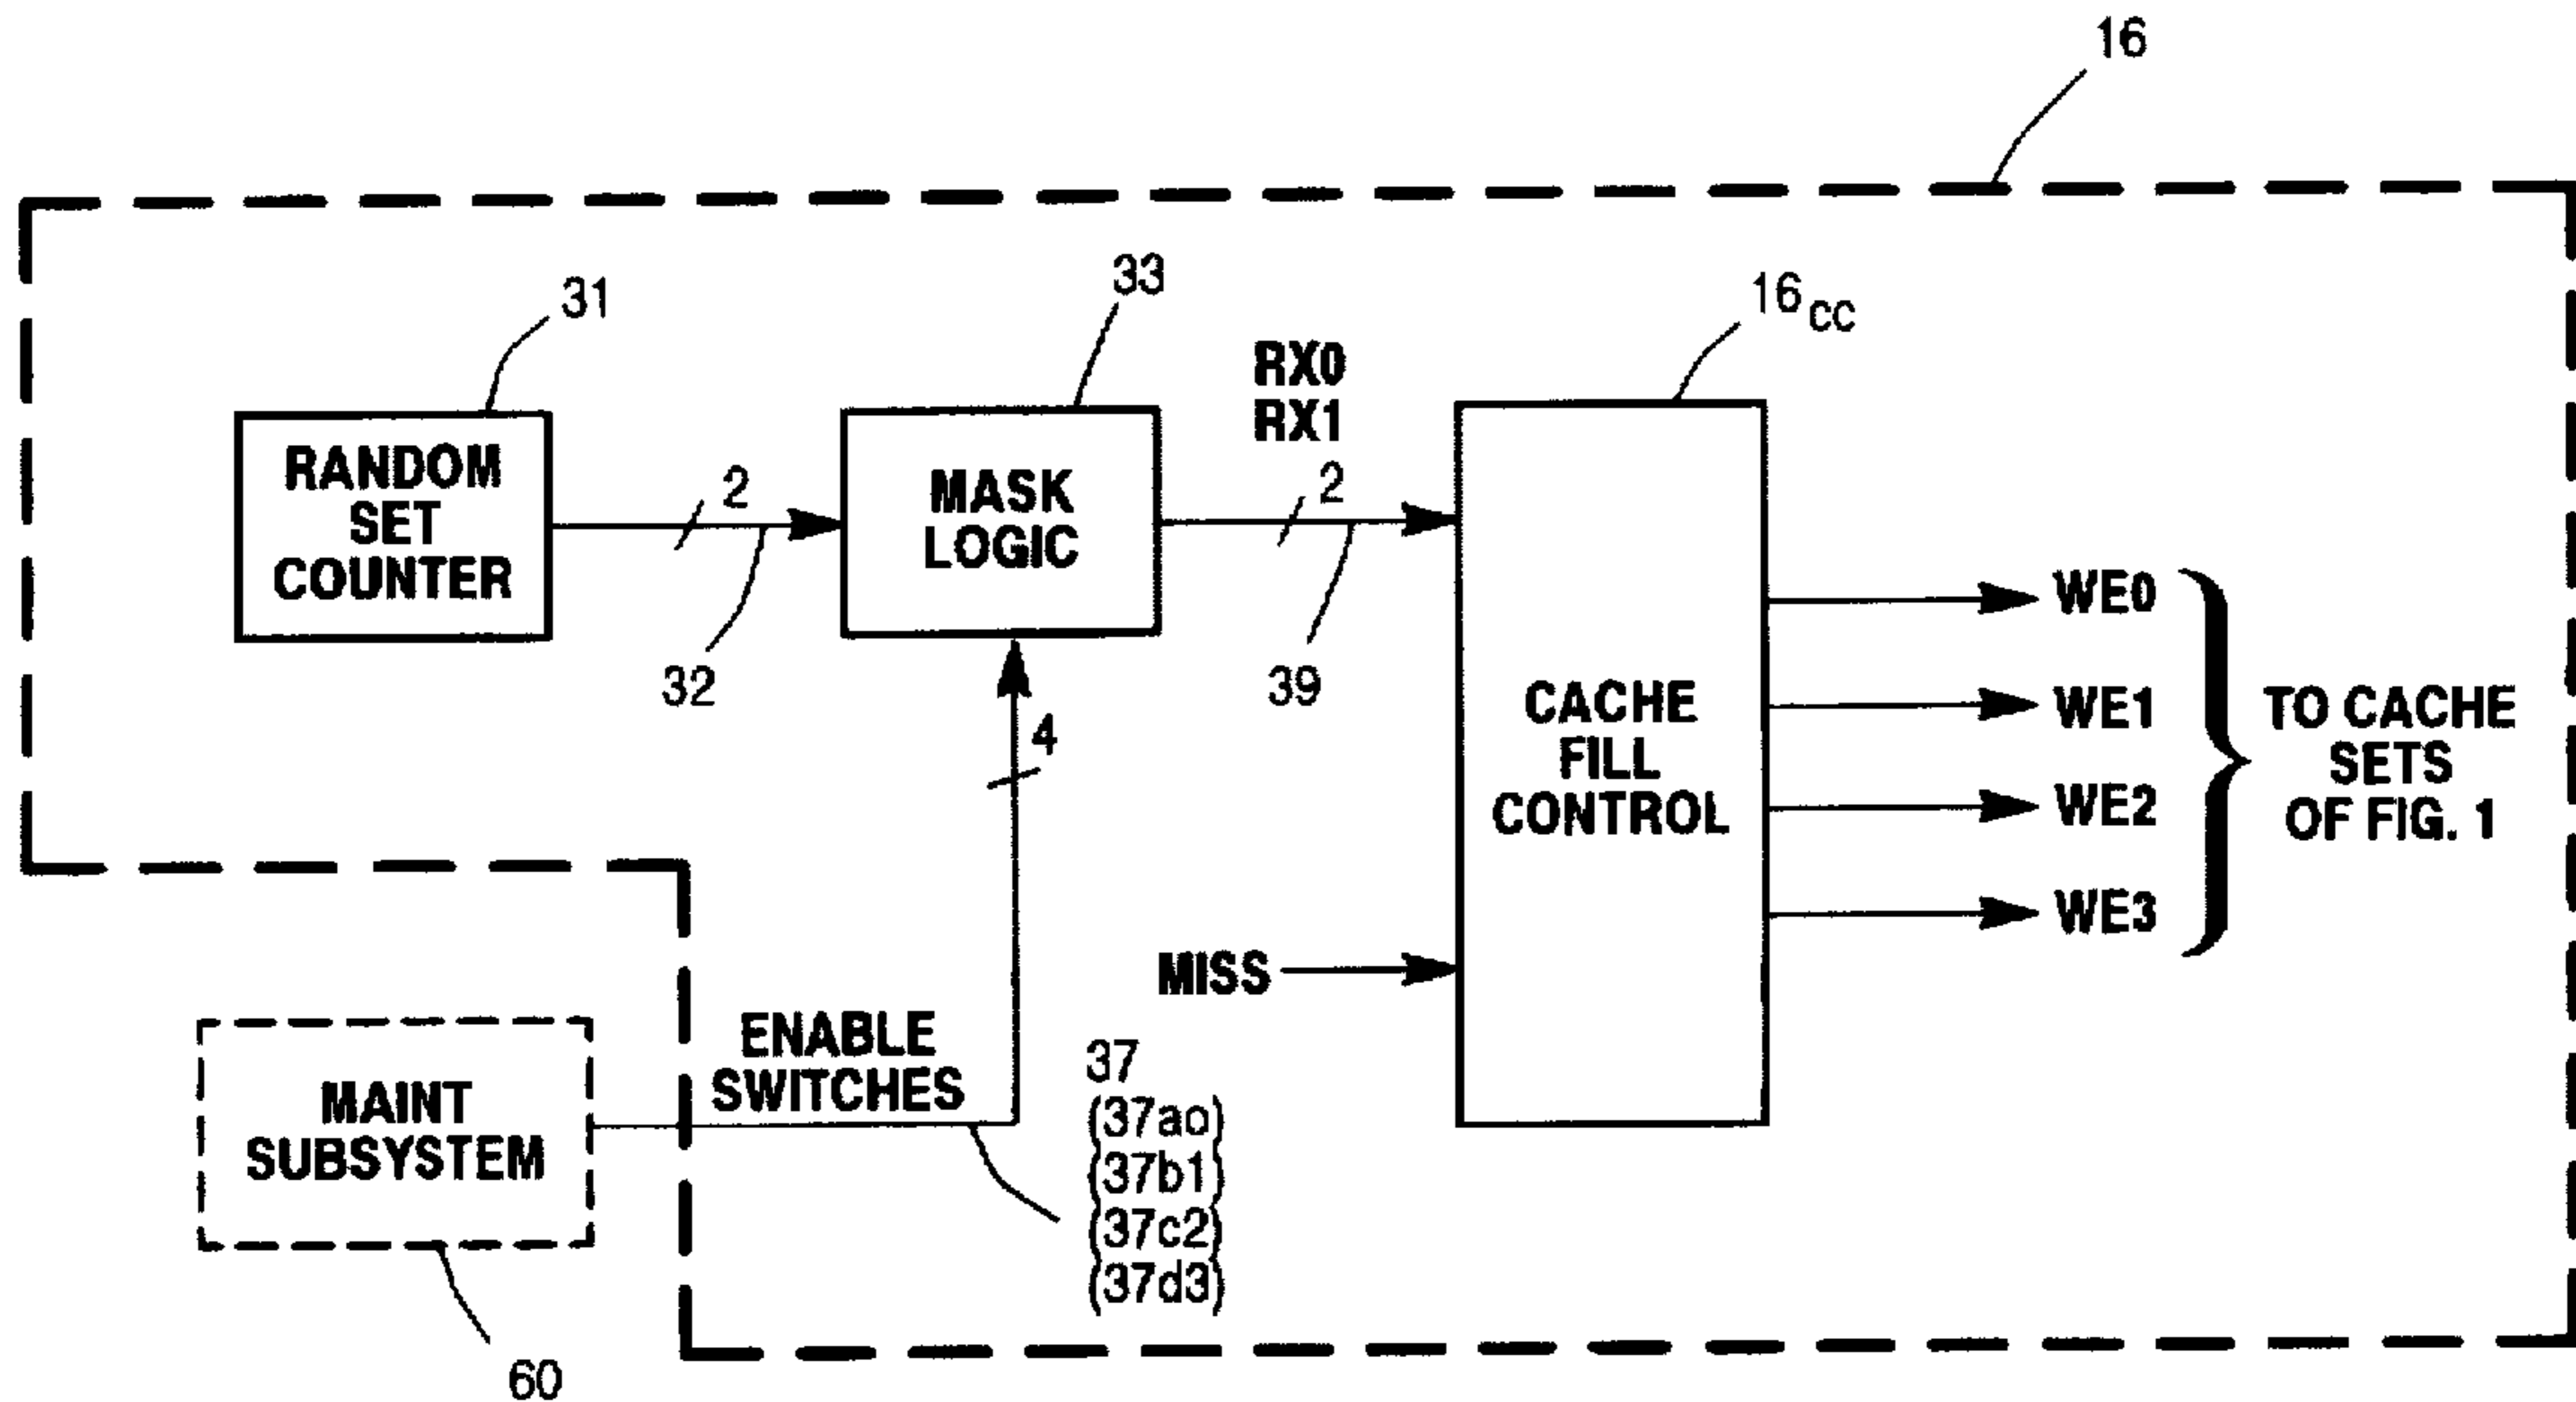 16
31
33
16cc
RANDOM
SET
COUNTER
2
32
MASK
LOGIC
RX0
RX1
2
39
4
CACHE
FILL
CONTROL
WE0
WE1
WE2
WE3
TO CACHE
SETS
OF FIG. 1
MISS
MAINT
SUBSYSTEM
60
ENABLE
SWITCHES
37
(37ao)
(37b1)
(37c2)
(37d3)